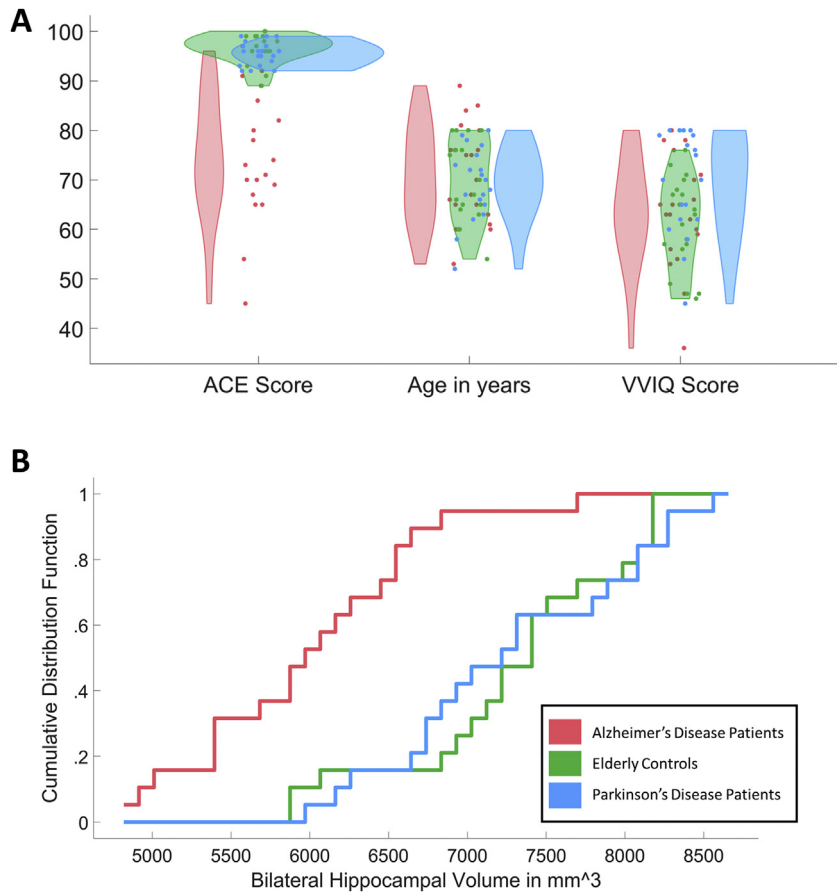 A
100
90
80
70
60
50
40
ACE Score Age in years VVIQ Score
B
Cumulative Distribution Function
1
.8
.6
.4
.2
0
Alzheimer's Disease Patients
Elderly Controls
Parkinson's Disease Patients
5000 5500 6000 6500 7000 7500 8000 8500
Bilateral Hippocampal Volume in mm^3